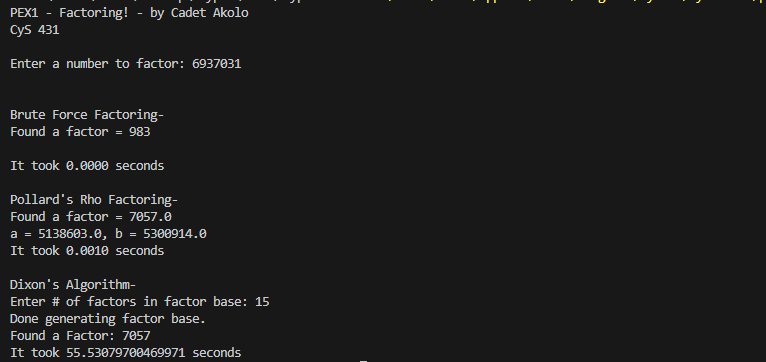 PEX1 - Factoring! - by Cadet Akolo
CyS 431
Enter a number to factor: 6937031
Brute Force Factoring-
Found a factor = 983
It took 0.0000 seconds
Pollard's Rho Factoring-
Found a factor = 7057.0
a = 5138603.0, b = 5300914.0
It took 0.0010 seconds
Dixon's Algorithm-
Enter # of factors in factor base: 15
Done generating factor base.
Found a Factor: 7057
It took 55.53079700469971 seconds